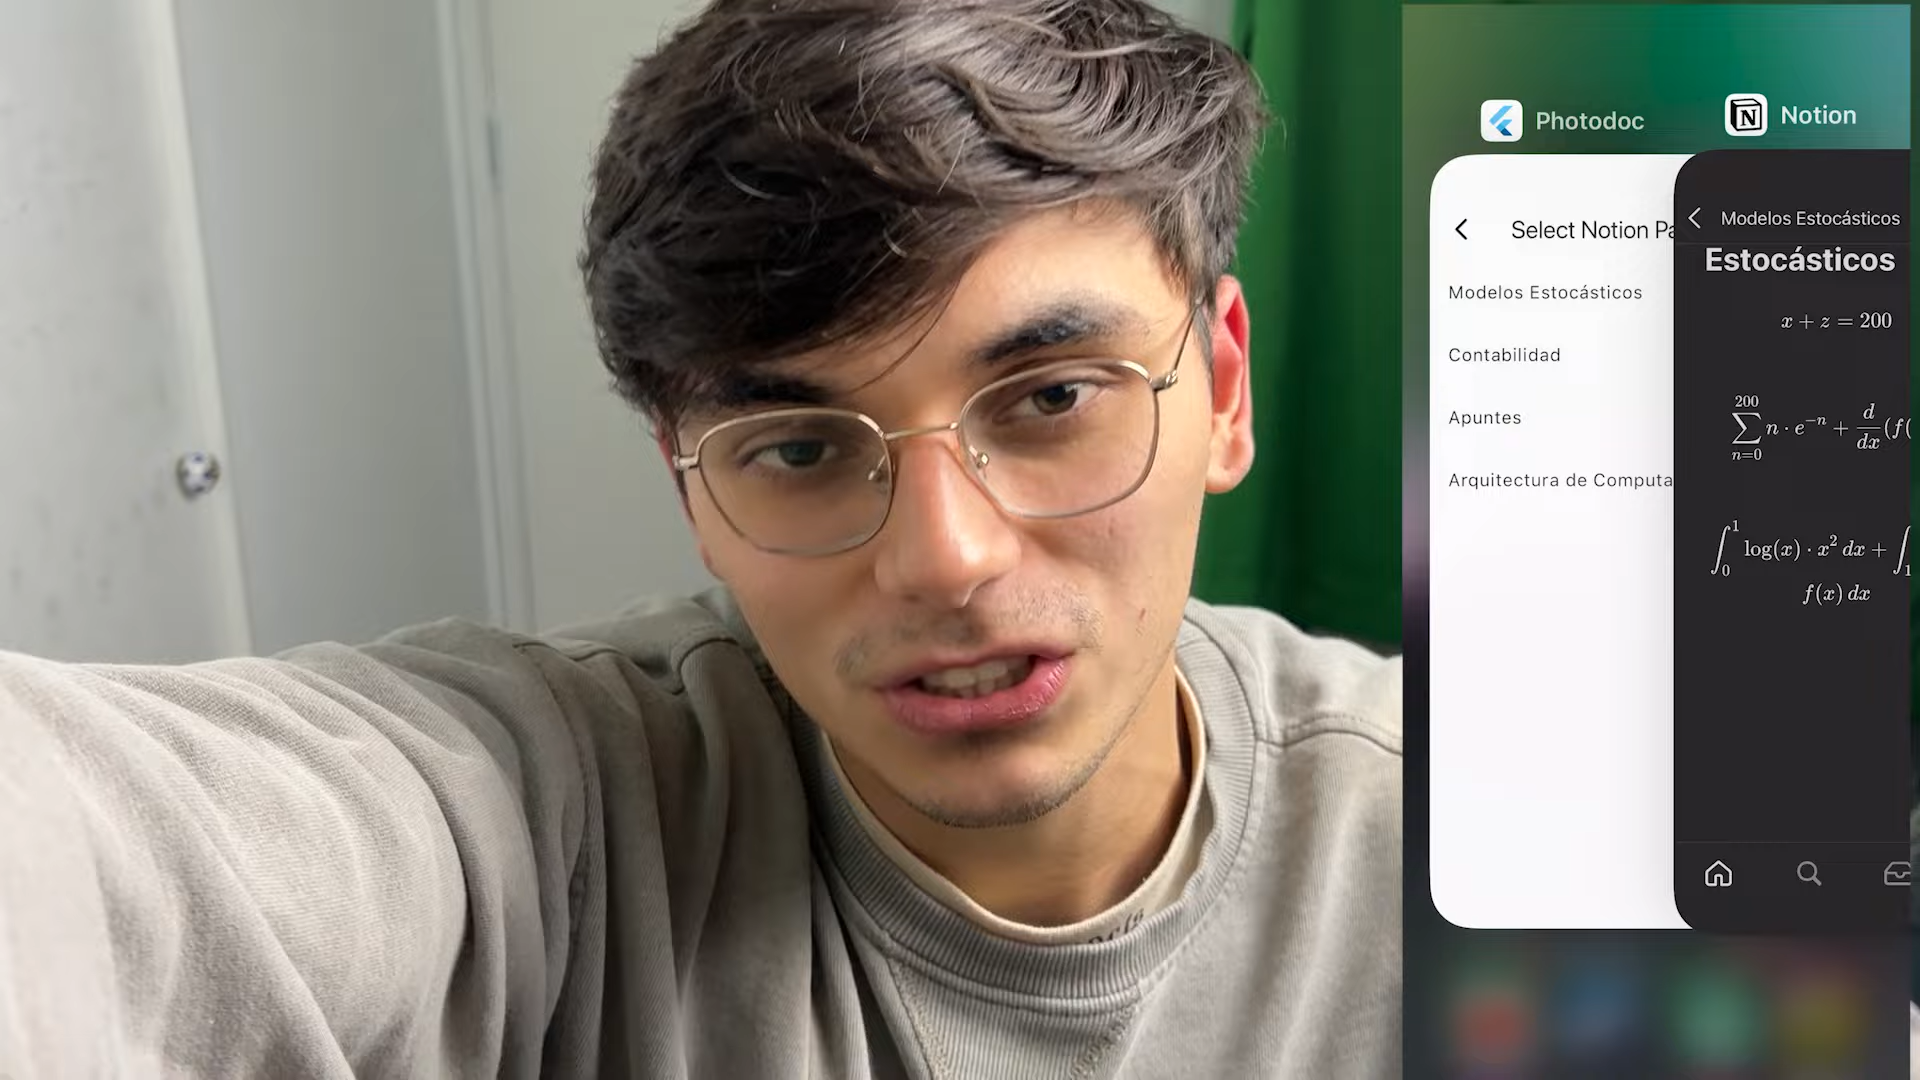 Photodoc
Notion
Select Notion Pa
Modelos Estocásticos
Contabilidad
Apuntes
Arquitectura de Computa
Modelos Estocásticos
Estocásticos
x + z = 200
200
∑ n · e^{-n} + d/dx (f(
n=0
∫₀¹ log(x) · x² dx + ∫₁
f(x) dx